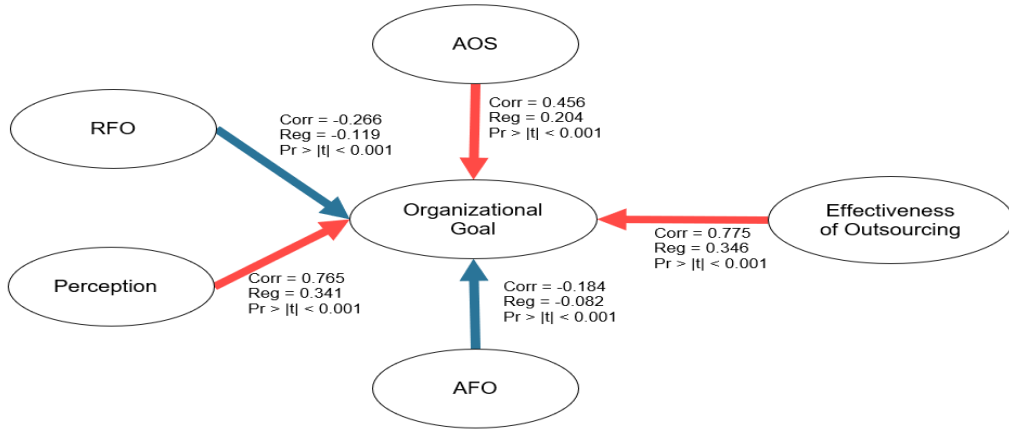 AOS
Corr = 0.456
Reg = 0.204
Pr > |t| < 0.001
RFO
Corr = -0.266
Reg = -0.119
Pr > |t| < 0.001
Organizational
Goal
Effectiveness
of Outsourcing
Corr = 0.775
Reg = 0.346
Pr > |t| < 0.001
Perception
Corr = 0.765
Reg = 0.341
Pr > |t| < 0.001
Corr = -0.184
Reg = -0.082
Pr > |t| < 0.001
AFO